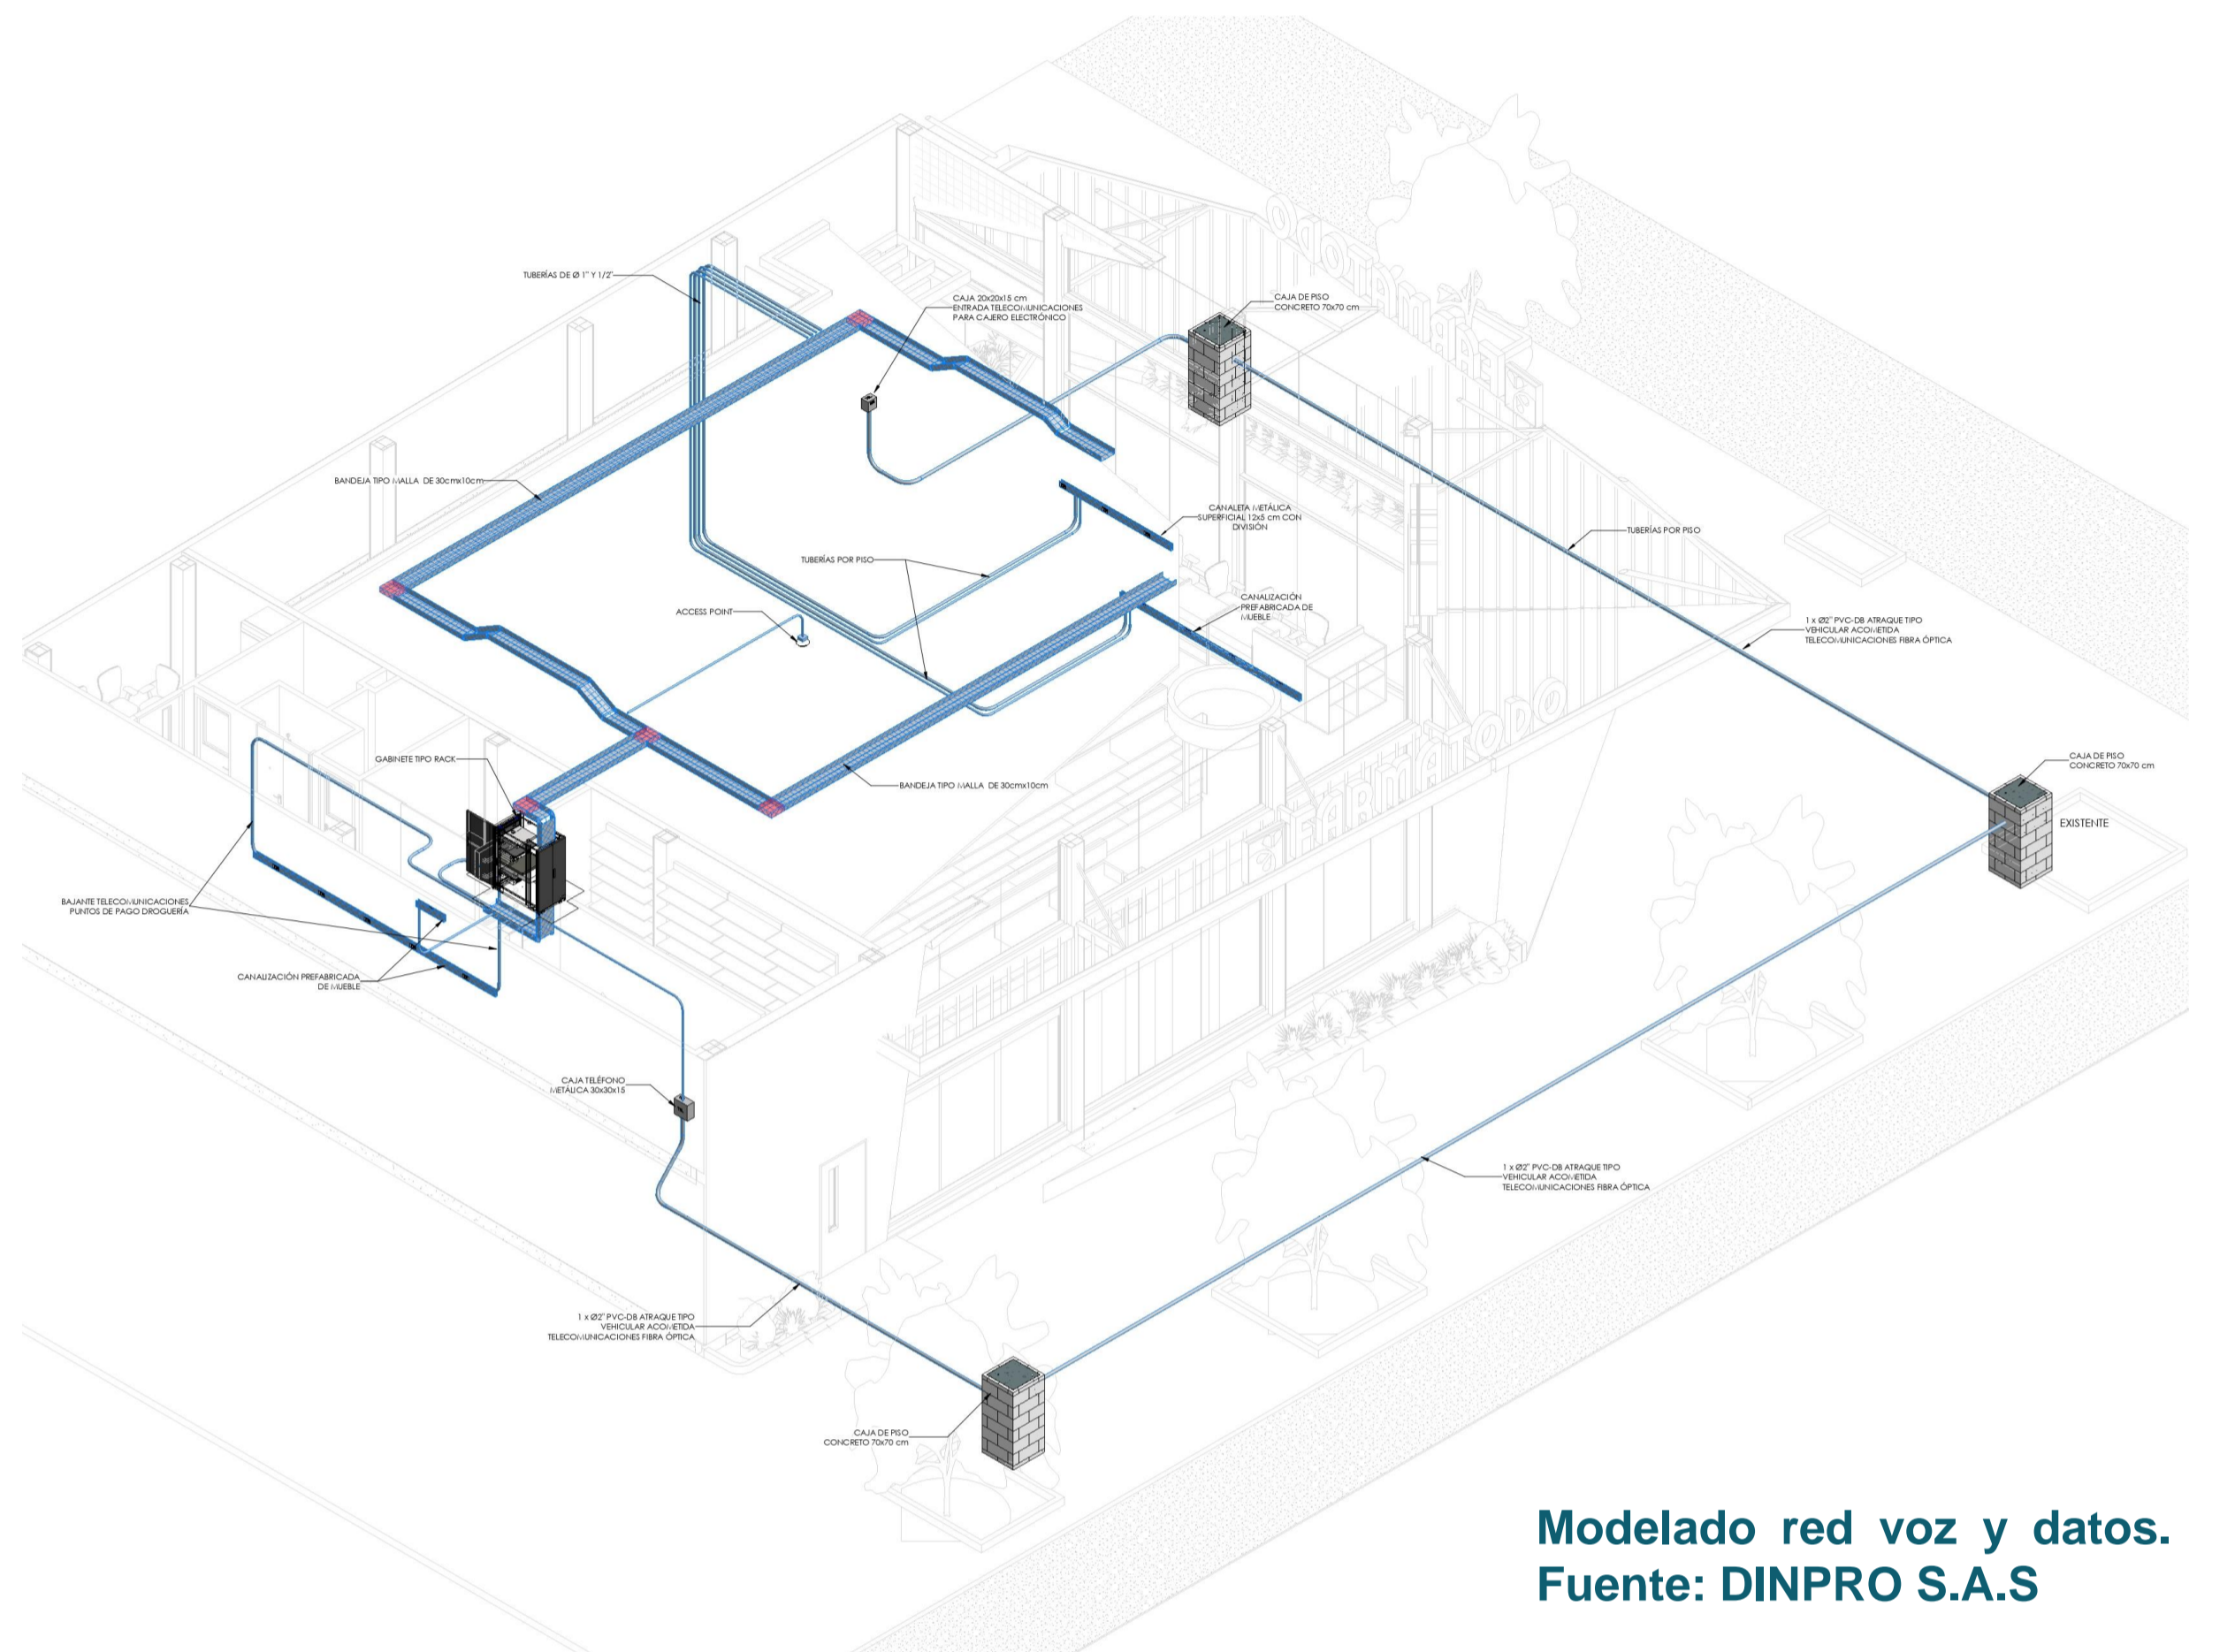 TUBERÍAS DE Ø 1" Y 1/2"
CAJA 20x20x15 cm
ENTRADA TELECOMUNICACIONES
PARA CAJERO ELECTRÓNICO
CAJA DE PISO
CONCRETO 70x70 cm
FARMATODO
BANDEJA TIPO MALLA DE 30cmx10cm
CANALETA METÁLICA
SUPERFICIAL 12x5 cm CON
DIVISIÓN
TUBERÍAS POR PISO
TUBERÍAS POR PISO
ACCESS POINT
CANALIZACIÓN
PREFABRICADA DE
MUEBLE
1 x Ø2" PVC-DB ATRAQUE TIPO
VEHICULAR ACOMETIDA
TELECOMUNICACIONES FIBRA ÓPTICA
GABINETE TIPO RACK
BANDEJA TIPO MALLA DE 30cmx10cm
FARMATODO
CAJA DE PISO
CONCRETO 70x70 cm
EXISTENTE
BAJANTE TELECOMUNICACIONES
PUNTOS DE PAGO DROGUERÍA
CANALIZACIÓN PREFABRICADA
DE MUEBLE
CAJA TELÉFONO
METÁLICA 30x30x15
1 x Ø2" PVC-DB ATRAQUE TIPO
VEHICULAR ACOMETIDA
TELECOMUNICACIONES FIBRA ÓPTICA
1 x Ø2" PVC-DB ATRAQUE TIPO
VEHICULAR ACOMETIDA
TELECOMUNICACIONES FIBRA ÓPTICA
CAJA DE PISO
CONCRETO 70x70 cm
Modelado red voz y datos.
Fuente: DINPRO S.A.S